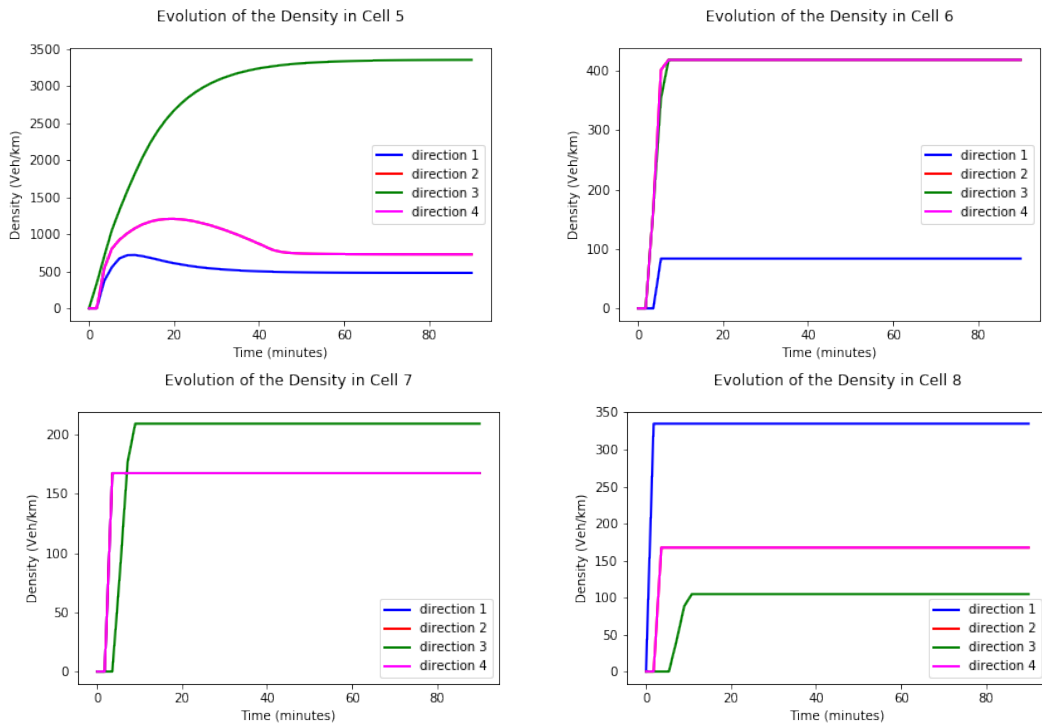 Evolution of the Density in Cell 5
Density (Veh/km)
3500
3000
2500
2000
1500
1000
500
0
direction 1
direction 2
direction 3
direction 4
0 20 40 60 80
Time (minutes)
Evolution of the Density in Cell 6
Density (Veh/km)
400
300
200
100
0
direction 1
direction 2
direction 3
direction 4
0 20 40 60 80
Time (minutes)
Evolution of the Density in Cell 7
Density (Veh/km)
200
150
100
50
0
direction 1
direction 2
direction 3
direction 4
0 20 40 60 80
Time (minutes)
Evolution of the Density in Cell 8
Density (Veh/km)
350
300
250
200
150
100
50
0
direction 1
direction 2
direction 3
direction 4
0 20 40 60 80
Time (minutes)